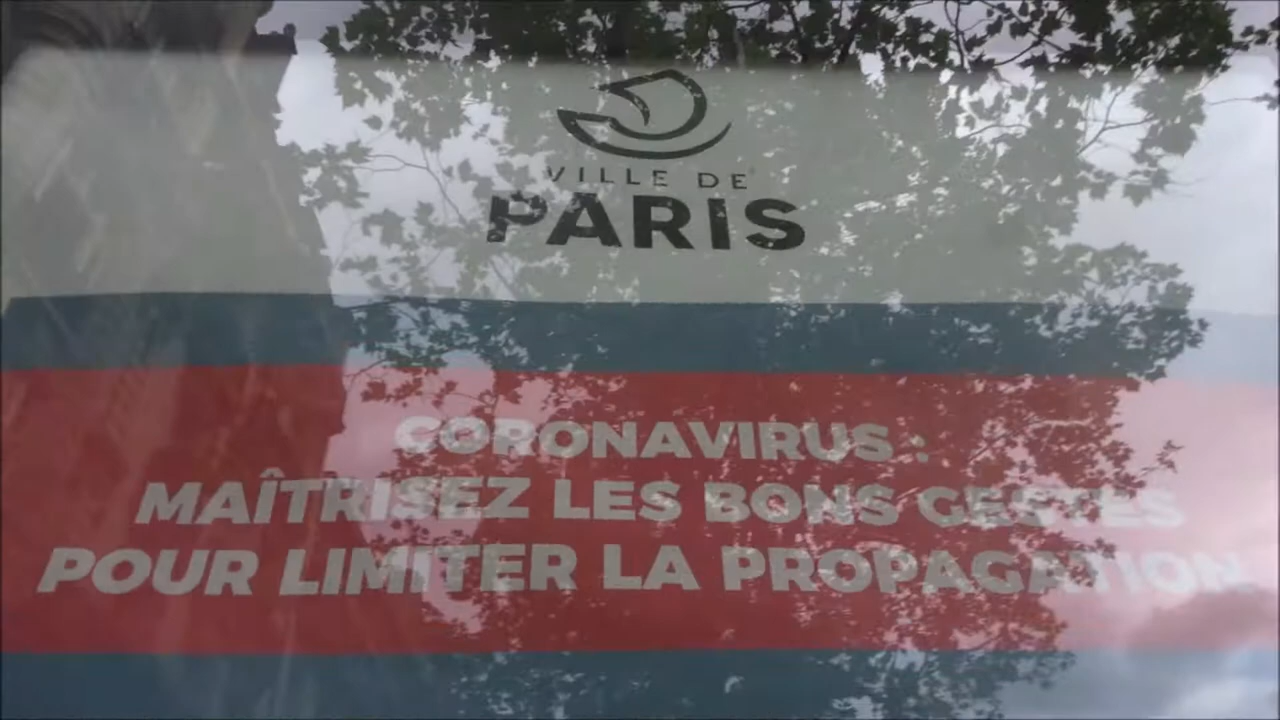 VILLE DE
PARIS
CORONAVIRUS :
MAÎTRISEZ LES BONS GESTES
POUR LIMITER LA PROPAGATION